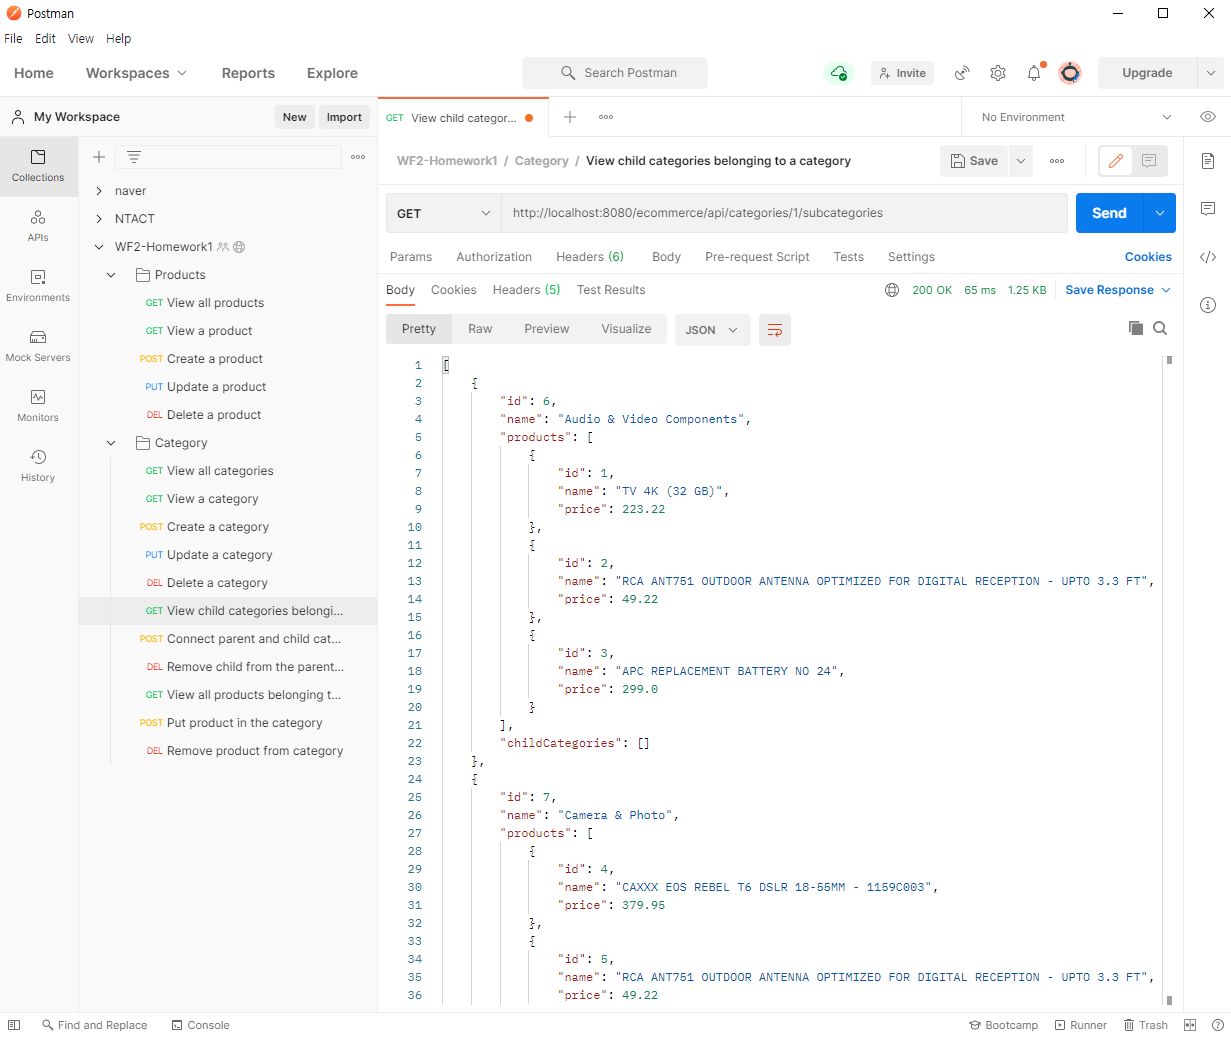 Postman
File Edit View Help
Home Workspaces Reports Explore Search Postman Invite Upgrade
My Workspace New Import
GET View child categor... No Environment
Collections
APIs
Environments
Mock Servers
Monitors
History
naver
NTACT
WF2-Homework1
Products
GET View all products
GET View a product
POST Create a product
PUT Update a product
DEL Delete a product
Category
GET View all categories
GET View a category
POST Create a category
PUT Update a category
DEL Delete a category
GET View child categories belongi...
POST Connect parent and child cat...
DEL Remove child from the parent...
GET View all products belonging t...
POST Put product in the category
DEL Remove product from category
WF2-Homework1 / Category / View child categories belonging to a category Save
GET http://localhost:8080/ecommerce/api/categories/1/subcategories Send
Params Authorization Headers (6) Body Pre-request Script Tests Settings Cookies
Body Cookies Headers (5) Test Results 200 OK 65 ms 1.25 KB Save Response
Pretty Raw Preview Visualize JSON
1 [
2 {
3 "id": 6,
4 "name": "Audio & Video Components",
5 "products": [
6 {
7 "id": 1,
8 "name": "TV 4K (32 GB)",
9 "price": 223.22
10 },
11 {
12 "id": 2,
13 "name": "RCA ANT751 OUTDOOR ANTENNA OPTIMIZED FOR DIGITAL RECEPTION - UPTO 3.3 FT",
14 "price": 49.22
15 },
16 {
17 "id": 3,
18 "name": "APC REPLACEMENT BATTERY NO 24",
19 "price": 299.0
20 }
21 ],
22 "childCategories": []
23 },
24 {
25 "id": 7,
26 "name": "Camera & Photo",
27 "products": [
28 {
29 "id": 4,
30 "name": "CAXXX EOS REBEL T6 DSLR 18-55MM - 1159C003",
31 "price": 379.95
32 },
33 {
34 "id": 5,
35 "name": "RCA ANT751 OUTDOOR ANTENNA OPTIMIZED FOR DIGITAL RECEPTION - UPTO 3.3 FT",
36 "price": 49.22
Find and Replace Console Bootcamp Runner Trash